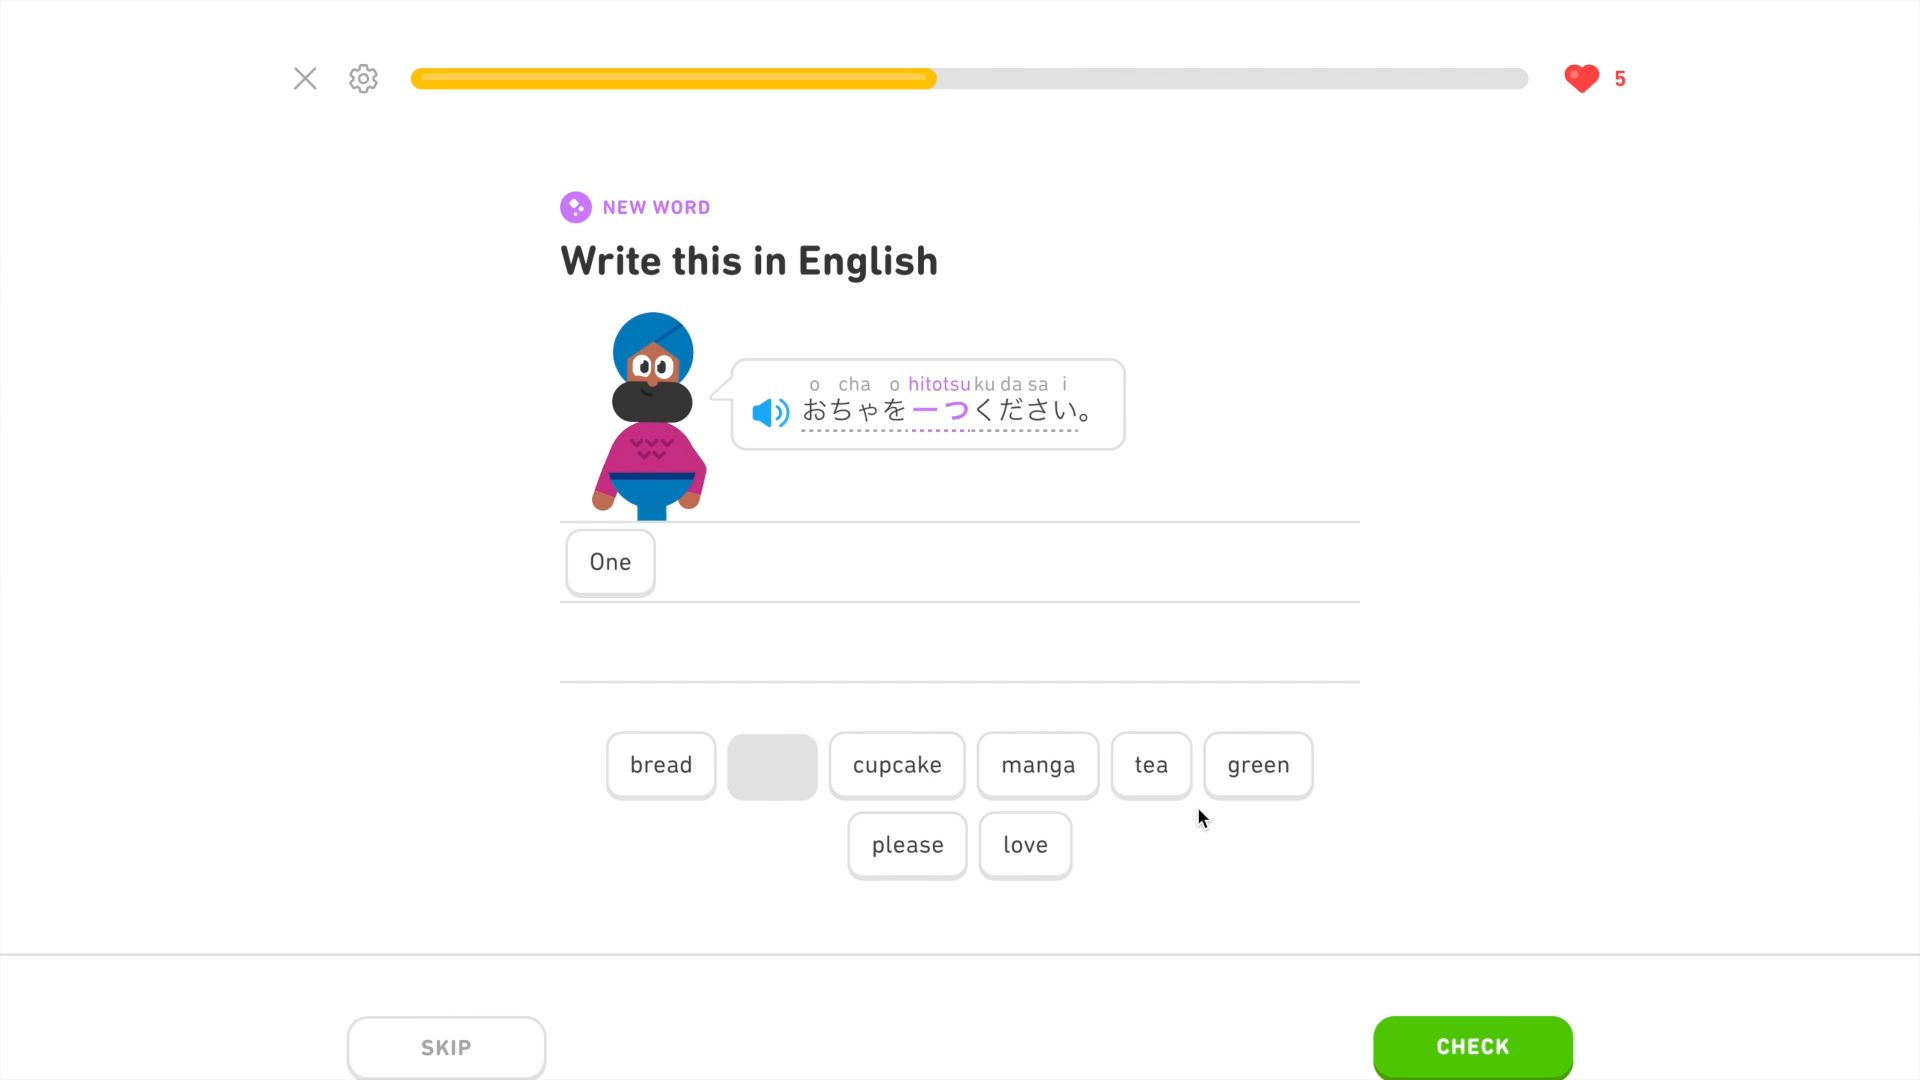 5
NEW WORD
Write this in English
o cha o hitotsu ku da sa i
おちゃを一つください。
One
bread cupcake manga tea green
please love
SKIP CHECK